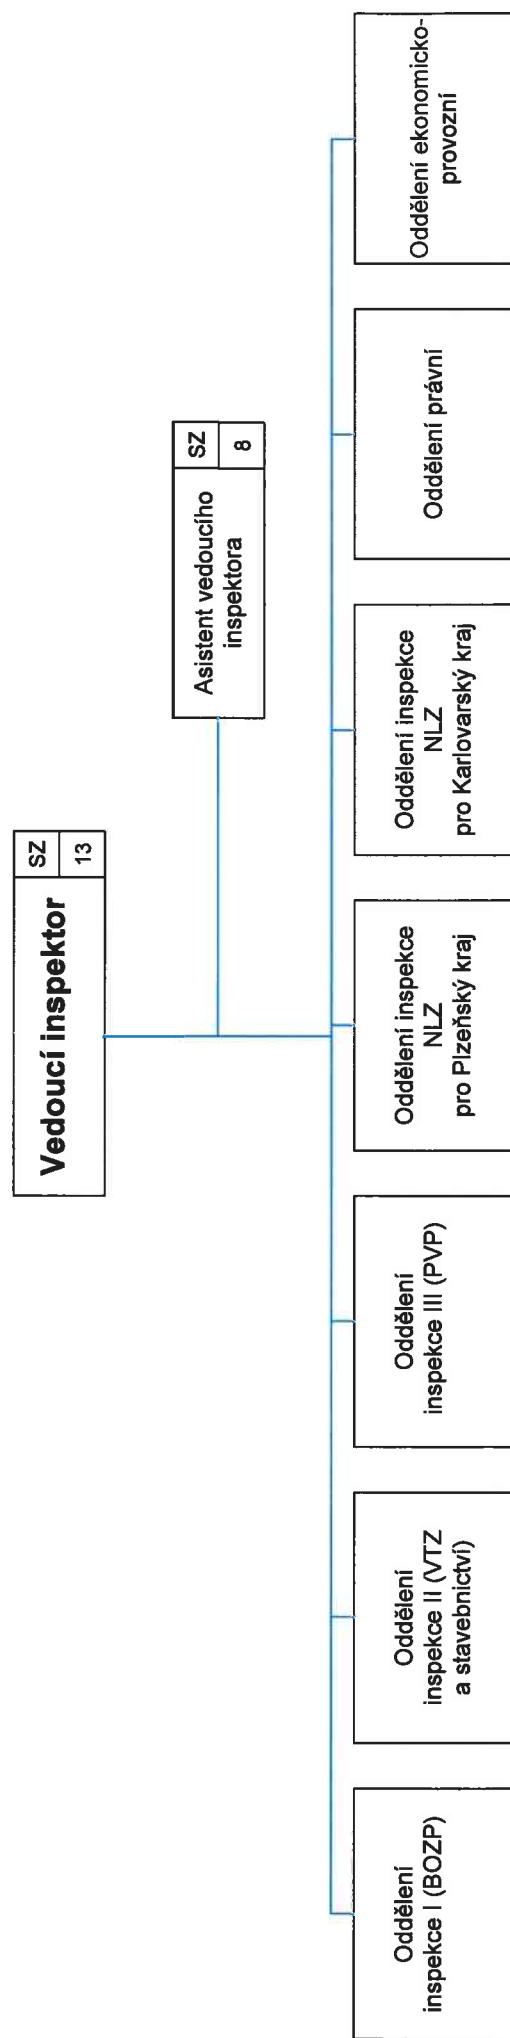 Vedoucí inspektor
SZ
13
Asistent vedoucího
inspektora
SZ
8
Oddělení
inspekce I (BOZP)
Oddělení
inspekce II (VTZ
a stavebnictví)
Oddělení
inspekce III (PVP)
Oddělení inspekce
NLZ
pro Plzeňský kraj
Oddělení inspekce
NLZ
pro Karlovarský kraj
Oddělení právní
Oddělení ekonomicko-
provozní